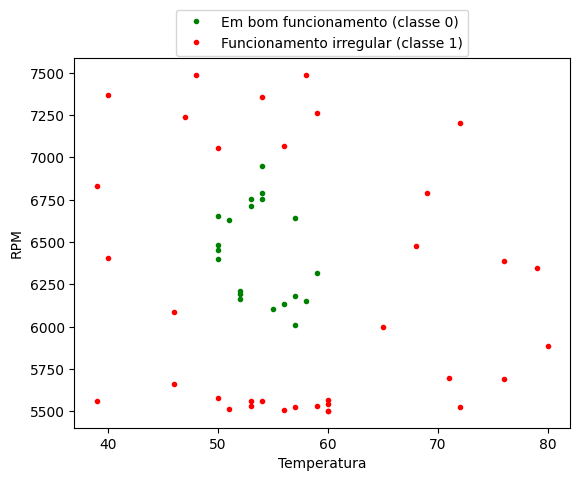 Em bom funcionamento (classe 0)
Funcionamento irregular (classe 1)
7500
7250
7000
6750
6500
6250
6000
5750
5500
RPM
40 50 60 70 80
Temperatura